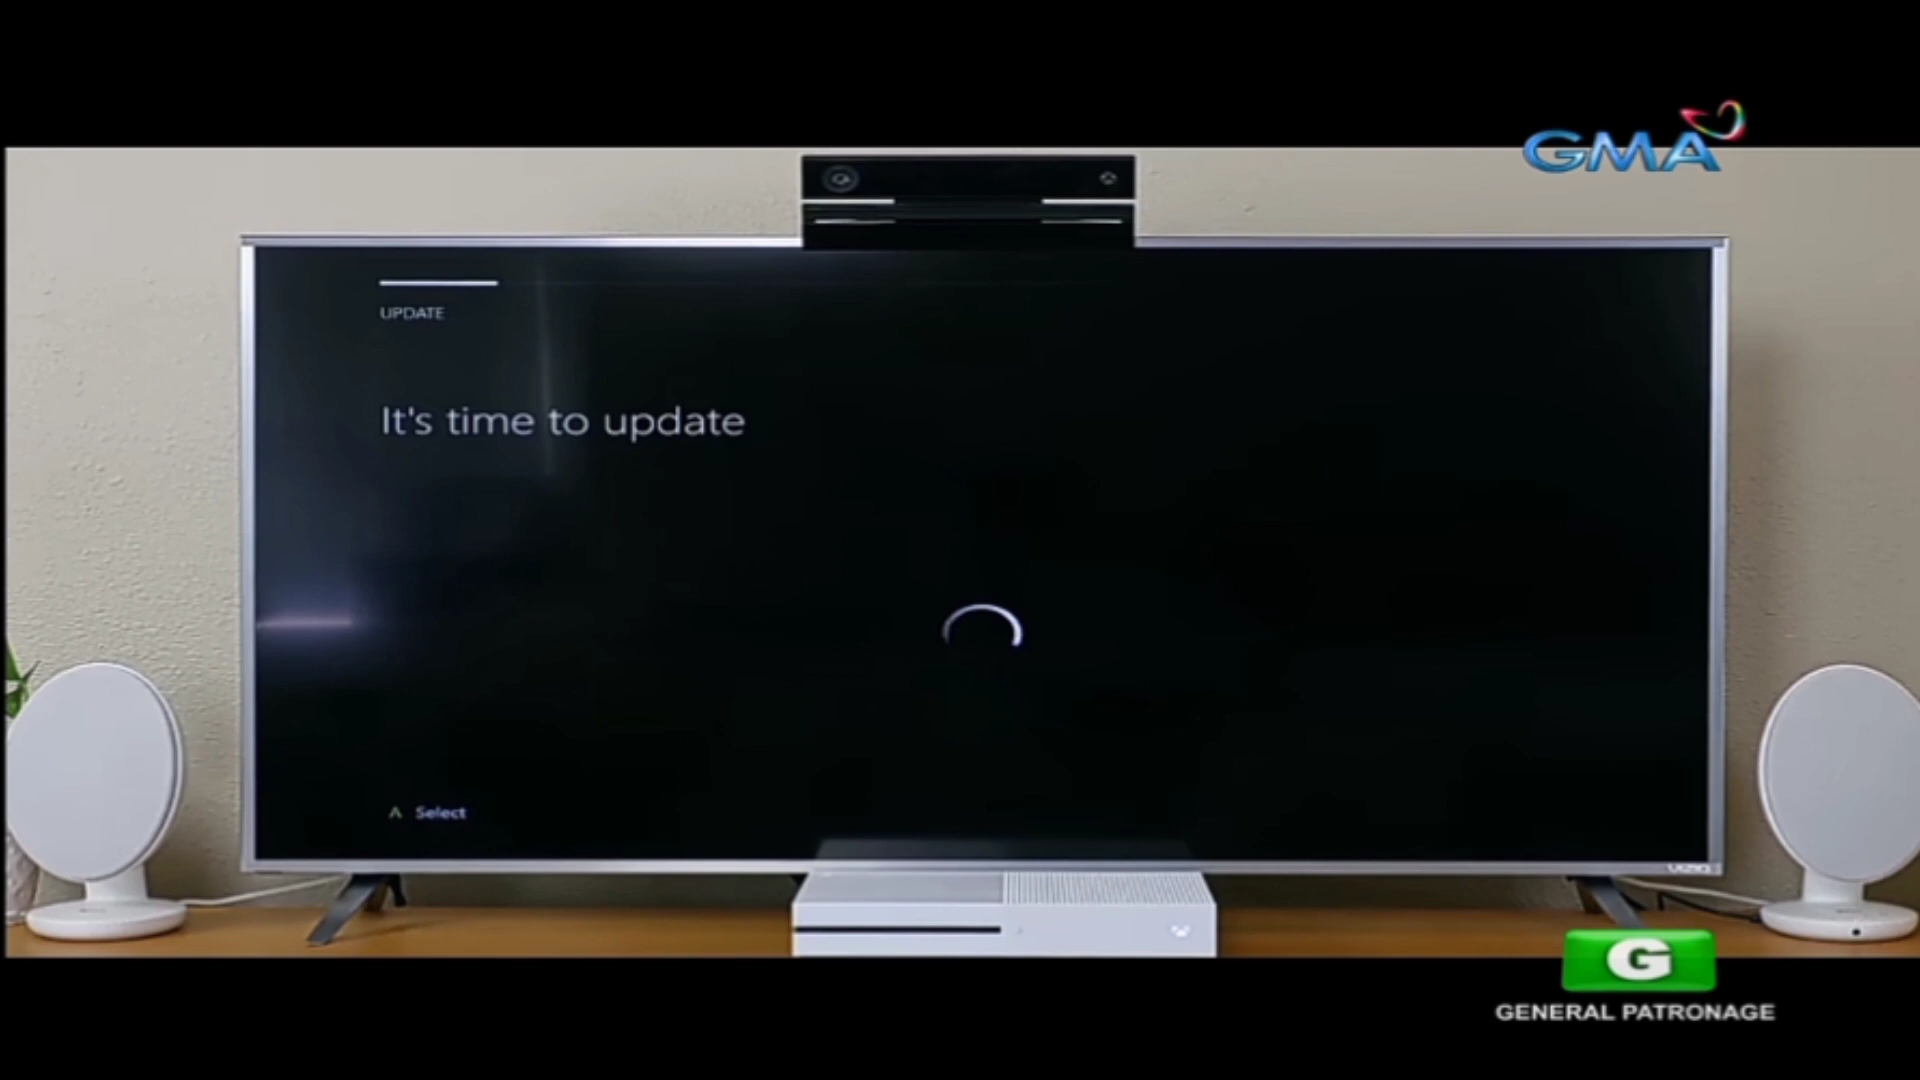 GMA
UPDATE
It's time to update
A Select
G
GENERAL PATRONAGE